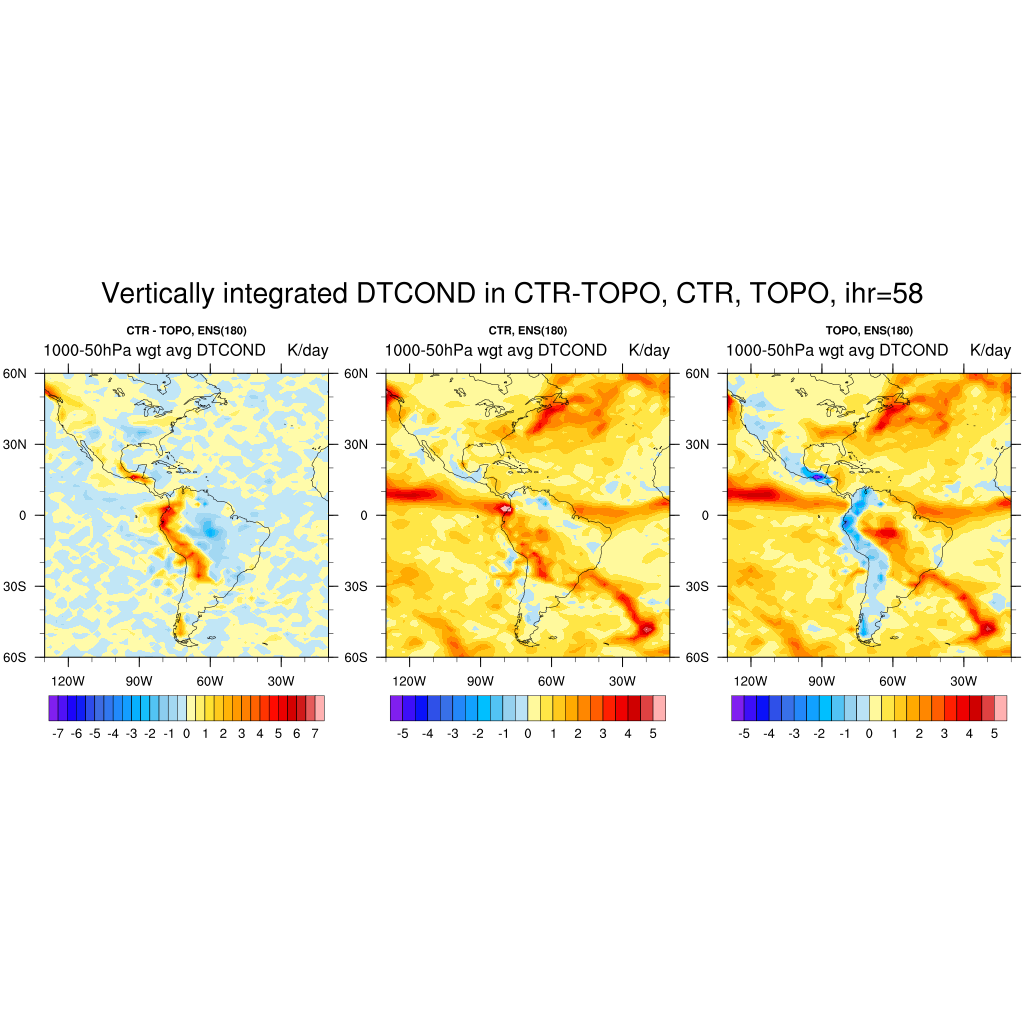 Vertically integrated DTCOND in CTR-TOPO, CTR, TOPO, ihr=58
CTR - TOPO, ENS(180)
1000-50hPa wgt avg DTCOND K/day
60N
30N
0
30S
60S
120W 90W 60W 30W
-7 -6 -5 -4 -3 -2 -1 0 1 2 3 4 5 6 7
CTR, ENS(180)
1000-50hPa wgt avg DTCOND K/day
60N
30N
0
30S
60S
120W 90W 60W 30W
-5 -4 -3 -2 -1 0 1 2 3 4 5
TOPO, ENS(180)
1000-50hPa wgt avg DTCOND K/day
60N
30N
0
30S
60S
120W 90W 60W 30W
-5 -4 -3 -2 -1 0 1 2 3 4 5